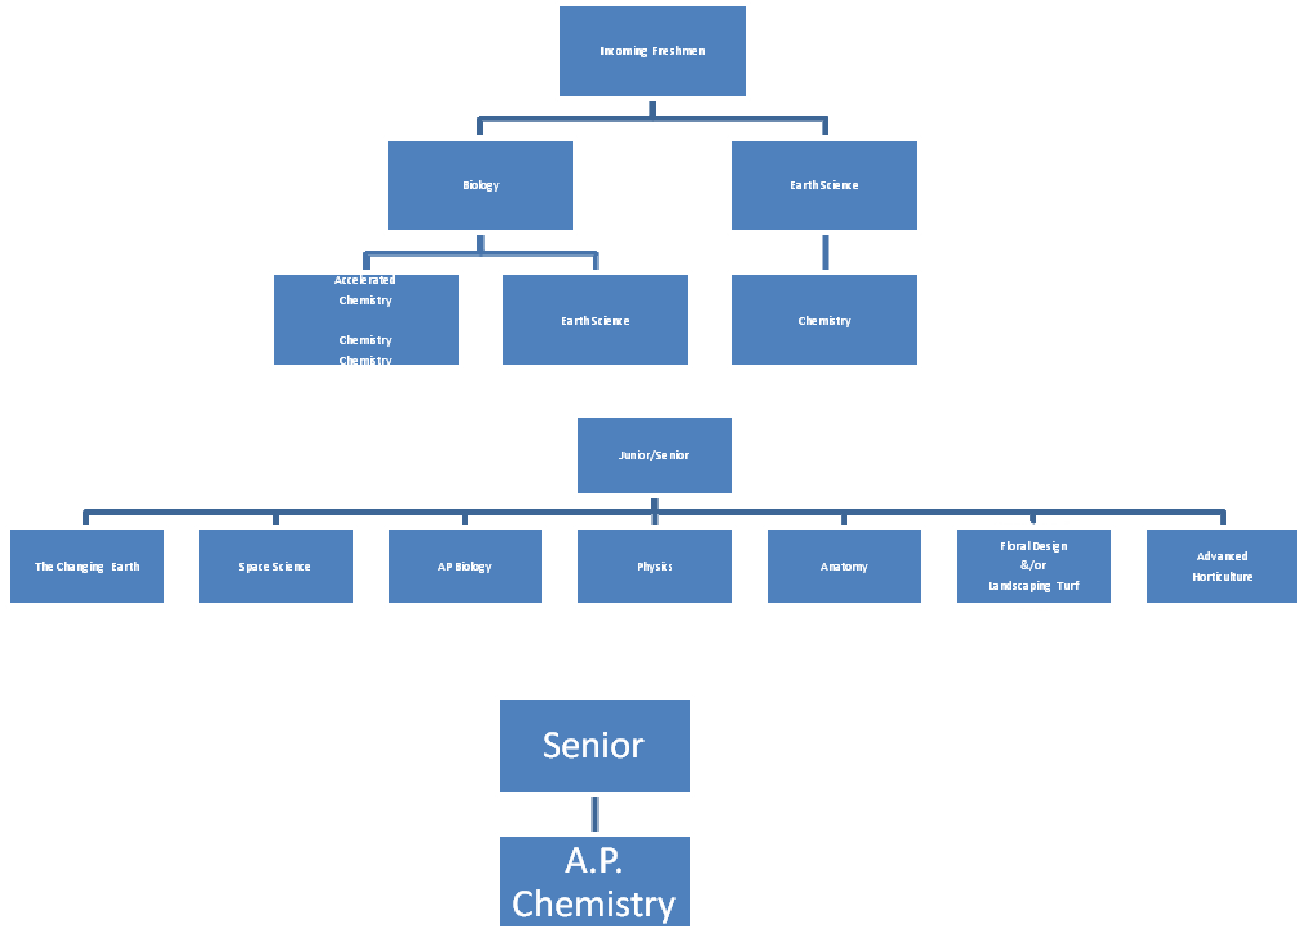 Incoming Freshmen
Biology
Earth Science
Accelerated
Chemistry
Chemistry
Chemistry
Earth Science
Chemistry
Junior/Senior
The Changing Earth
Space Science
AP Biology
Physics
Anatomy
Floral Design
&/or
Landscaping Turf
Advanced
Horticulture
Senior
A.P.
Chemistry